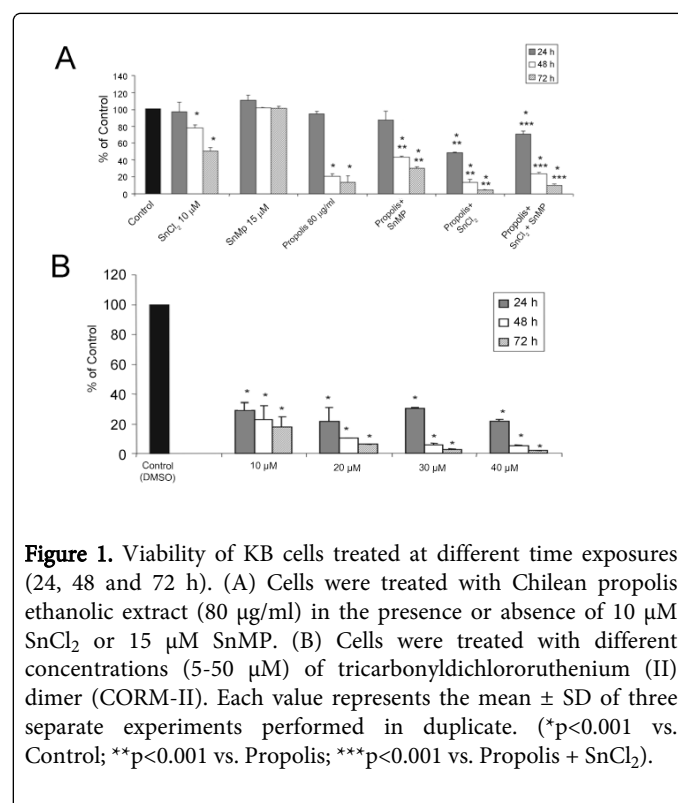 A
140
120
100
80
60
40
20
0
% of Control
24 h
48 h
72 h
* *
* ** * **
* ** * ** * **
* *** * *** * ***
* *
Control
SnCl₂ 10 µM
SnMp 15 µM
Propolis 80 µg/ml
Propolis+
SnMP
Propolis+
SnCl₂
Propolis+
SnCl₂ + SnMP
B
120
100
80
60
40
20
0
% of Control
24 h
48 h
72 h
* * *
* * *
* * *
* * *
Control
(DMSO)
10 µM
20 µM
30 µM
40 µM
Figure 1. Viability of KB cells treated at different time exposures
(24, 48 and 72 h). (A) Cells were treated with Chilean propolis
ethanolic extract (80 µg/ml) in the presence or absence of 10 µM
SnCl₂ or 15 µM SnMP. (B) Cells were treated with different
concentrations (5-50 µM) of tricarbonyldichlororuthenium (II)
dimer (CORM-II). Each value represents the mean ± SD of three
separate experiments performed in duplicate. (*p<0.001 vs.
Control; **p<0.001 vs. Propolis; ***p<0.001 vs. Propolis + SnCl₂).